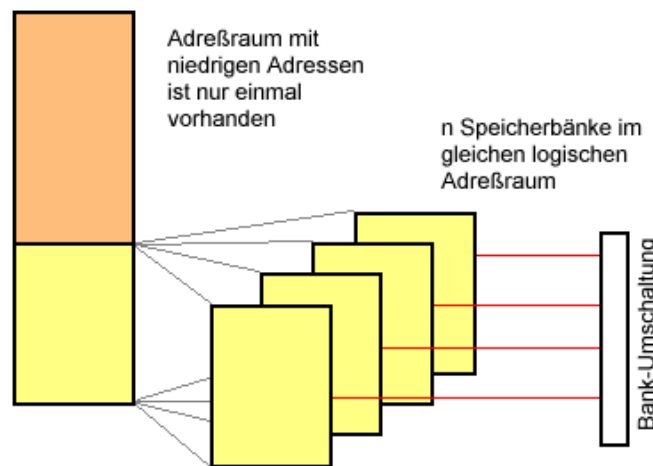 Adreßraum mit
niedrigen Adressen
ist nur einmal
vorhanden
n Speicherbänke im
gleichen logischen
Adreßraum
Bank-Umschaltung